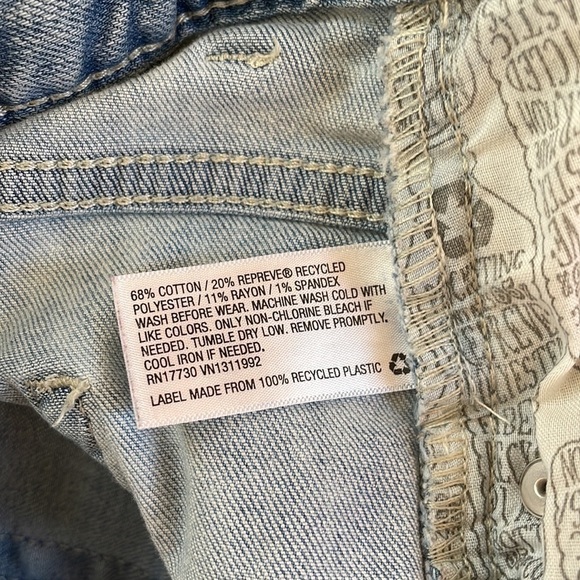 68% COTTON / 20% REPREVE® RECYCLED
POLYESTER / 11% RAYON / 1% SPANDEX
WASH BEFORE WEAR. MACHINE WASH COLD WITH
LIKE COLORS. ONLY NON-CHLORINE BLEACH IF
NEEDED. TUMBLE DRY LOW. REMOVE PROMPTLY.
COOL IRON IF NEEDED.
RN17730 VN1311992
LABEL MADE FROM 100% RECYCLED PLASTIC